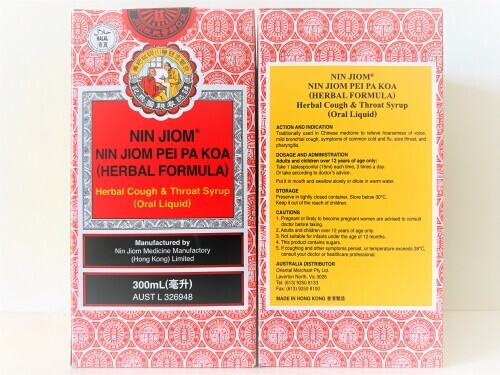 HALAL
NIN JIOM®
NIN JIOM PEI PA KOA
(HERBAL FORMULA)
Herbal Cough & Throat Syrup
(Oral Liquid)
Manufactured by
Nin Jiom Medicine Manufactory
(Hong Kong) Limited
300mL(毫升)
AUST L 326948
NIN JIOM®
NIN JIOM PEI PA KOA
(HERBAL FORMULA)
Herbal Cough & Throat Syrup
(Oral Liquid)
ACTION AND INDICATION
Traditionally used in Chinese medicine to relieve hoarseness of voice,
mild bronchial cough, symptoms of common cold and flu, sore throat, and
pharyngitis.
DOSAGE AND ADMINISTRATION
Adults and children over 12 years of age only:
Take 1 tablespoonful (15ml) each time, 3 times a day.
Or take according to doctor's advice.
Put it in mouth and swallow slowly or dilute in warm water.
STORAGE
Preserve in tightly closed container. Store below 30°C.
Keep it out of the reach of children.
CAUTIONS
1. Pregnant or likely to become pregnant women are advised to consult
doctor before taking.
2. Adults and children over 12 years of age only.
3. Not suitable for infants under the age of 12 months.
4. This product contains sugars.
5. If coughing and other symptoms persist, or temperature exceeds 38°C,
consult your doctor or healthcare professional.
AUSTRALIA DISTRIBUTOR
Oriental Merchant Pty Ltd.
Laverton North, Vic 3026
Tel: (613) 9250 8133
Fax: (613) 9250 8100
MADE IN HONG KONG 香港製造